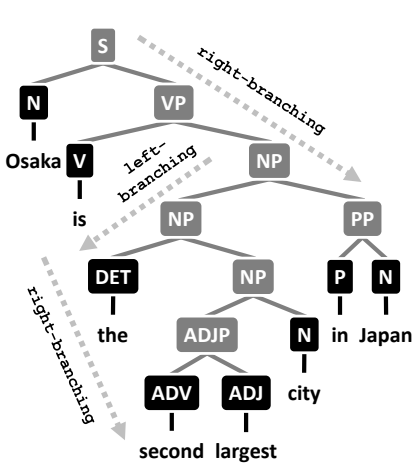 S
right-branching
N VP
Osaka V left-
branching NP
is NP PP
DET NP P N
right-branching
the ADJP N in Japan
ADV ADJ city
second largest